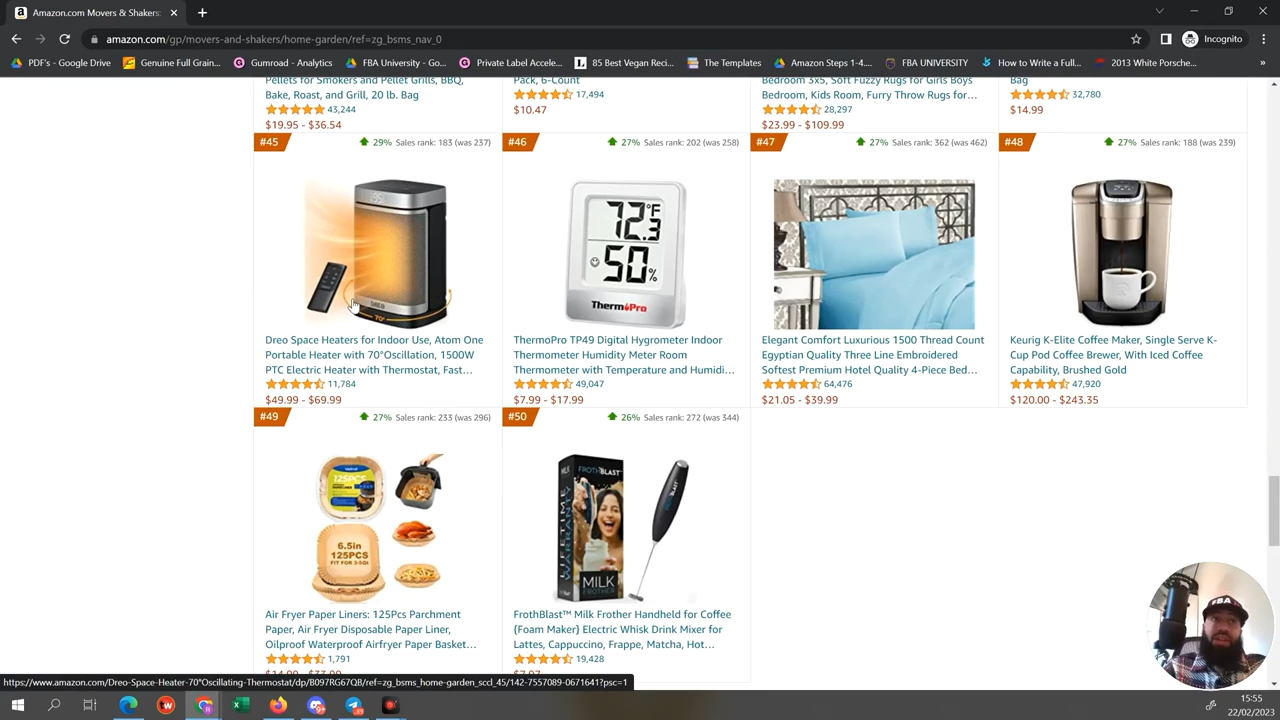 Amazon.com Movers & Shakers: H
amazon.com/gp/movers-and-shakers/home-garden/ref=zg_bsms_nav_0
Incognito
PDF's - Google Drive
Genuine Full Grain...
Gumroad - Analytics
FBA University - G...
Private Label Accele...
85 Best Vegan Reci...
The Templates
Amazon Steps 1-4....
FBA UNIVERSITY
How to Write a Full...
2013 White Porsche...
Pellets for Smokers and Pellet Grills, BBQ,
Bake, Roast, and Grill, 20 lb. Bag
43,244
$19.95 - $36.54
Pack, 6-Count
17,494
$10.47
Bedroom 3x5, Soft Fuzzy Rugs for Girls Boys
Bedroom, Kids Room, Furry Throw Rugs for...
28,297
$23.99 - $109.99
Bag
32,780
$14.99
#45
29% Sales rank: 183 (was 237)
DREO
70°
Dreo Space Heaters for Indoor Use, Atom One
Portable Heater with 70°Oscillation, 1500W
PTC Electric Heater with Thermostat, Fast...
11,784
$49.99 - $69.99
#46
27% Sales rank: 202 (was 258)
72.3 °F
50%
ThermoPro
ThermoPro TP49 Digital Hygrometer Indoor
Thermometer Humidity Meter Room
Thermometer with Temperature and Humidi...
49,047
$7.99 - $17.99
#47
27% Sales rank: 362 (was 462)
Elegant Comfort Luxurious 1500 Thread Count
Egyptian Quality Three Line Embroidered
Softest Premium Hotel Quality 4-Piece Bed...
64,476
$21.05 - $39.99
#48
27% Sales rank: 188 (was 239)
Keurig K-Elite Coffee Maker, Single Serve K-
Cup Pod Coffee Brewer, With Iced Coffee
Capability, Brushed Gold
47,920
$120.00 - $243.35
#49
27% Sales rank: 233 (was 296)
125PCS
6.5in
125PCS
FIT FOR 3-5Qt
Air Fryer Paper Liners: 125Pcs Parchment
Paper, Air Fryer Disposable Paper Liner,
Oilproof Waterproof Airfryer Paper Basket...
1,791
#50
26% Sales rank: 272 (was 344)
MILK
FROTHBLAST
LIFETIME
WARRANTY
MILK
FROTHER
FrothBlast™ Milk Frother Handheld for Coffee
{Foam Maker} Electric Whisk Drink Mixer for
Lattes, Cappuccino, Frappe, Matcha, Hot...
19,428
https://www.amazon.com/Dreo-Space-Heater-70°Oscillating-Thermostat/dp/B097RG67QB/ref=zg_bsms_home-garden_sccl_45/142-7557089-0671641?psc=1
FBA
15:55
22/02/2023